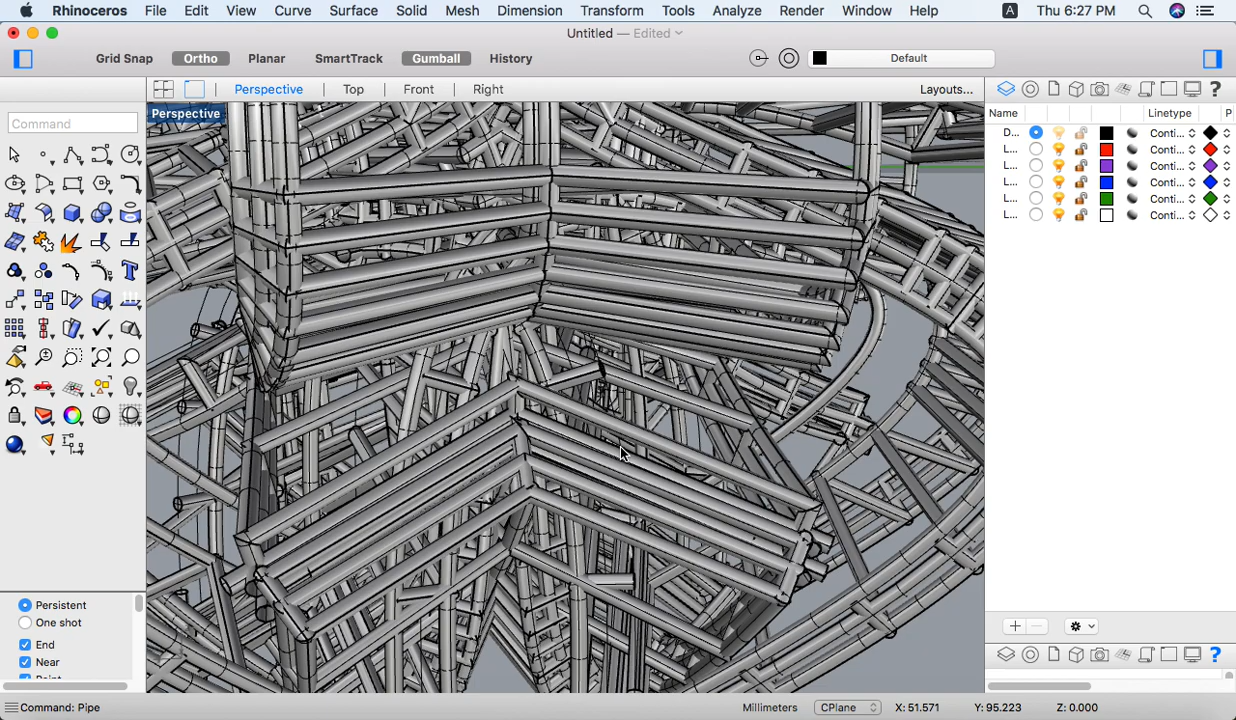 Rhinoceros File Edit View Curve Surface Solid Mesh Dimension Transform Tools Analyze Render Window Help A Thu 6:27 PM
Untitled — Edited
Grid Snap Ortho Planar SmartTrack Gumball History Default
Perspective Top Front Right Layouts...
Name Linetype P
Perspective
Command
D... Conti...
L... Conti...
L... Conti...
L... Conti...
L... Conti...
L... Conti...
Persistent
One shot
End
Near
Command: Pipe Millimeters CPlane X: 51.571 Y: 95.223 Z: 0.000